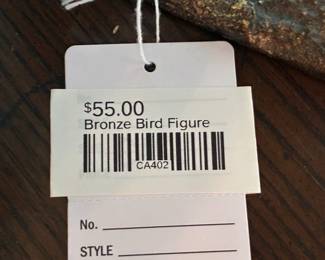 $55.00
Bronze Bird Figure
CA402
No.
STYLE